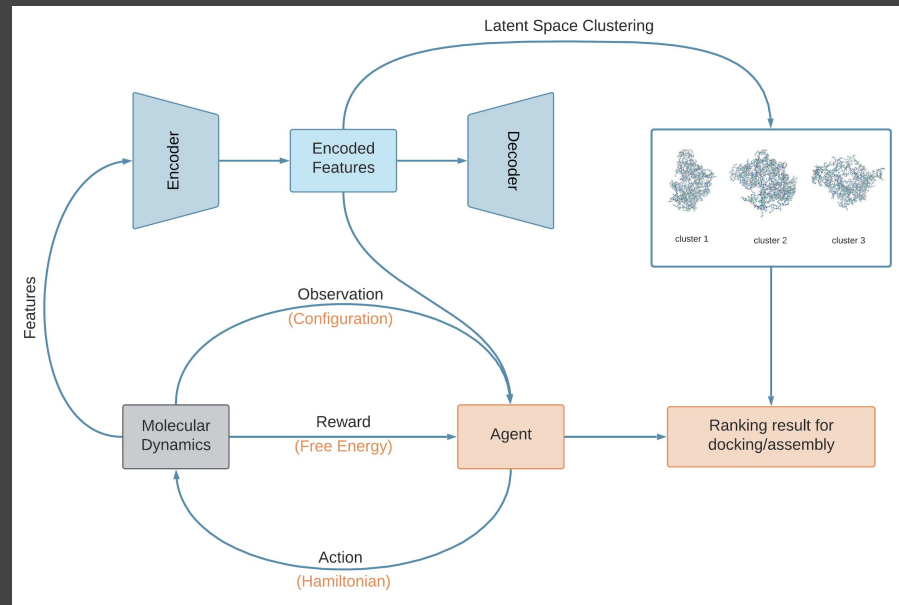 Latent Space Clustering
Encoder
Encoded
Features
Decoder
cluster 1
cluster 2
cluster 3
Features
Observation
(Configuration)
Molecular
Dynamics
Reward
(Free Energy)
Agent
Ranking result for
docking/assembly
Action
(Hamiltonian)